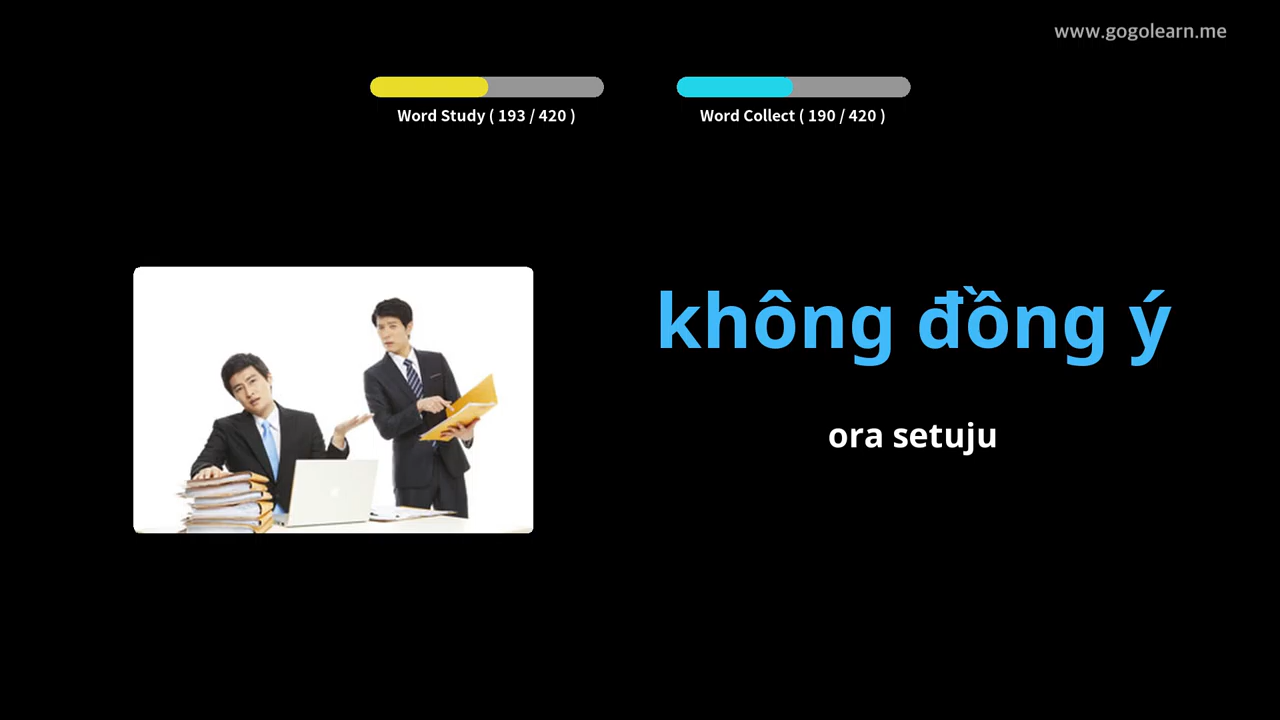 www.gogolearn.me
Word Study ( 193 / 420 )
Word Collect ( 190 / 420 )
không đồng ý
ora setuju